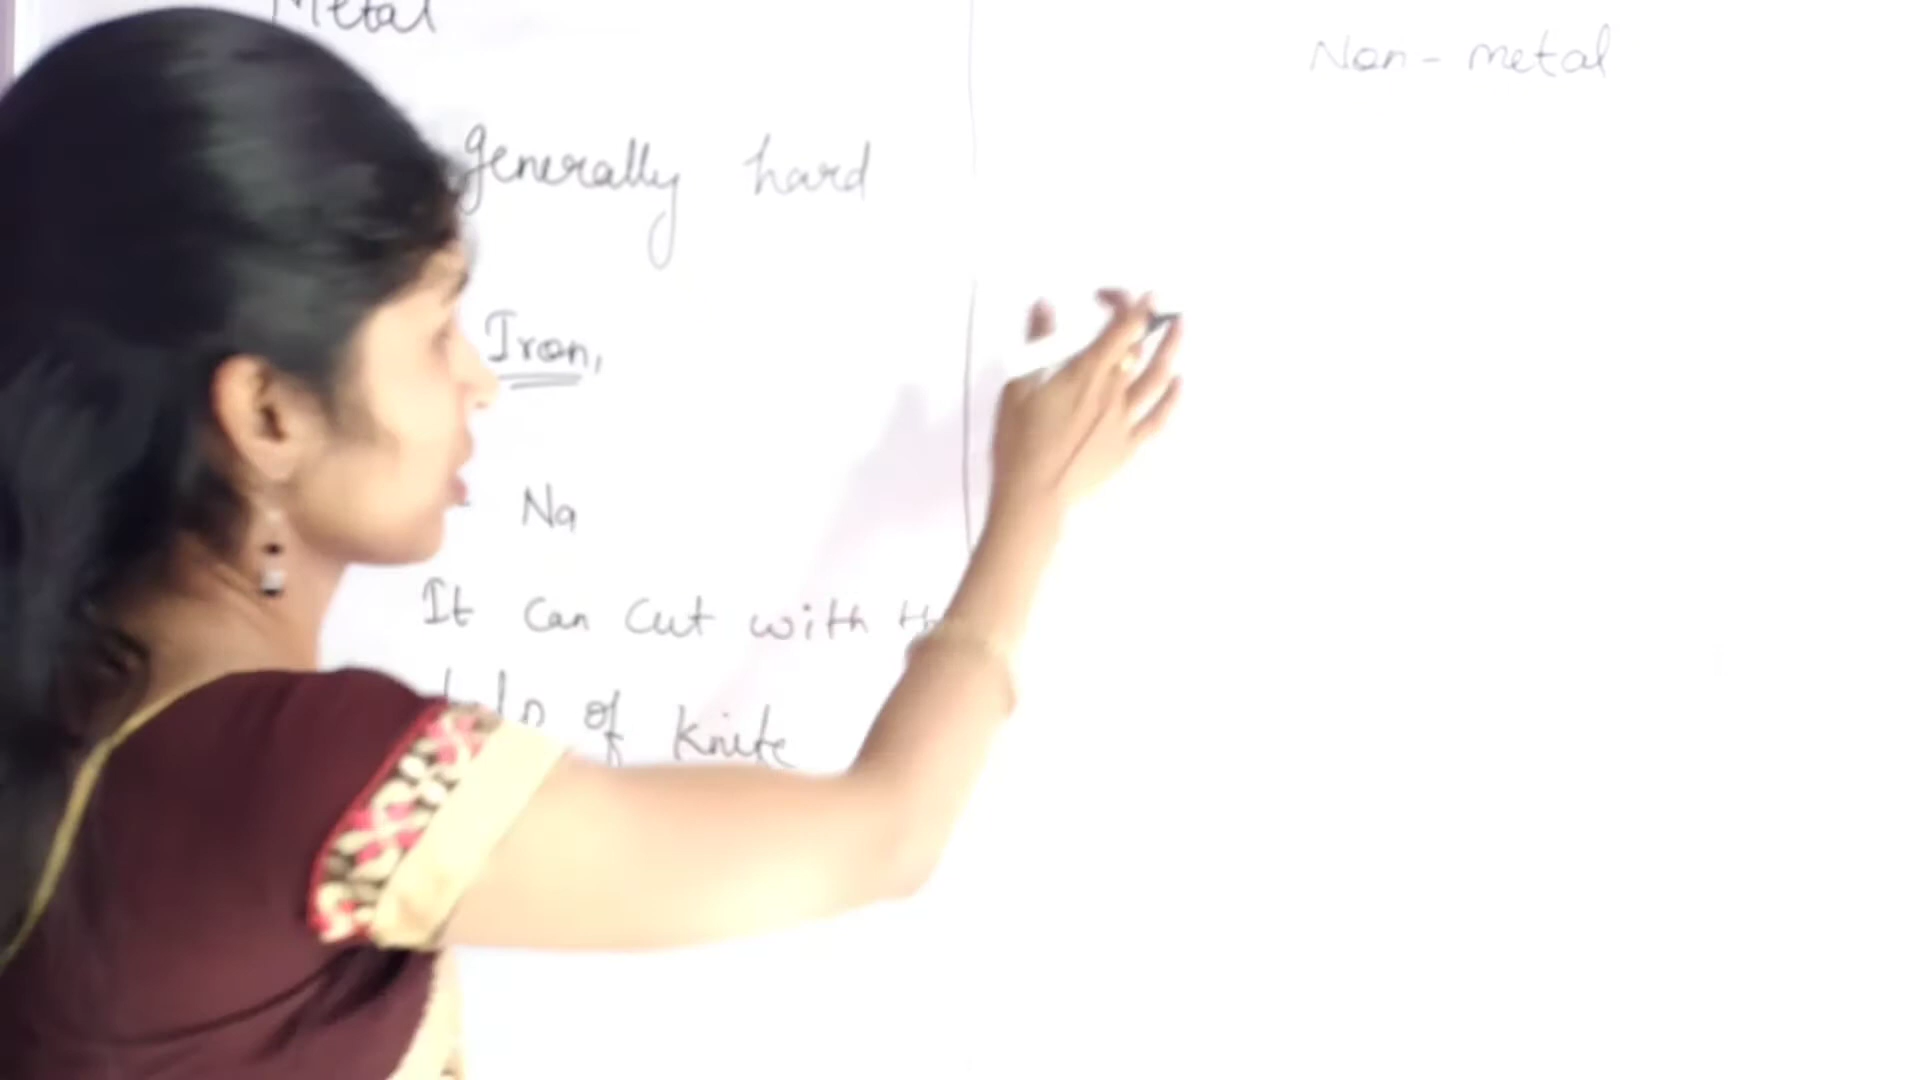 Metal
Non - metal
generally hard
Iron,
Na
It can cut with
of knife